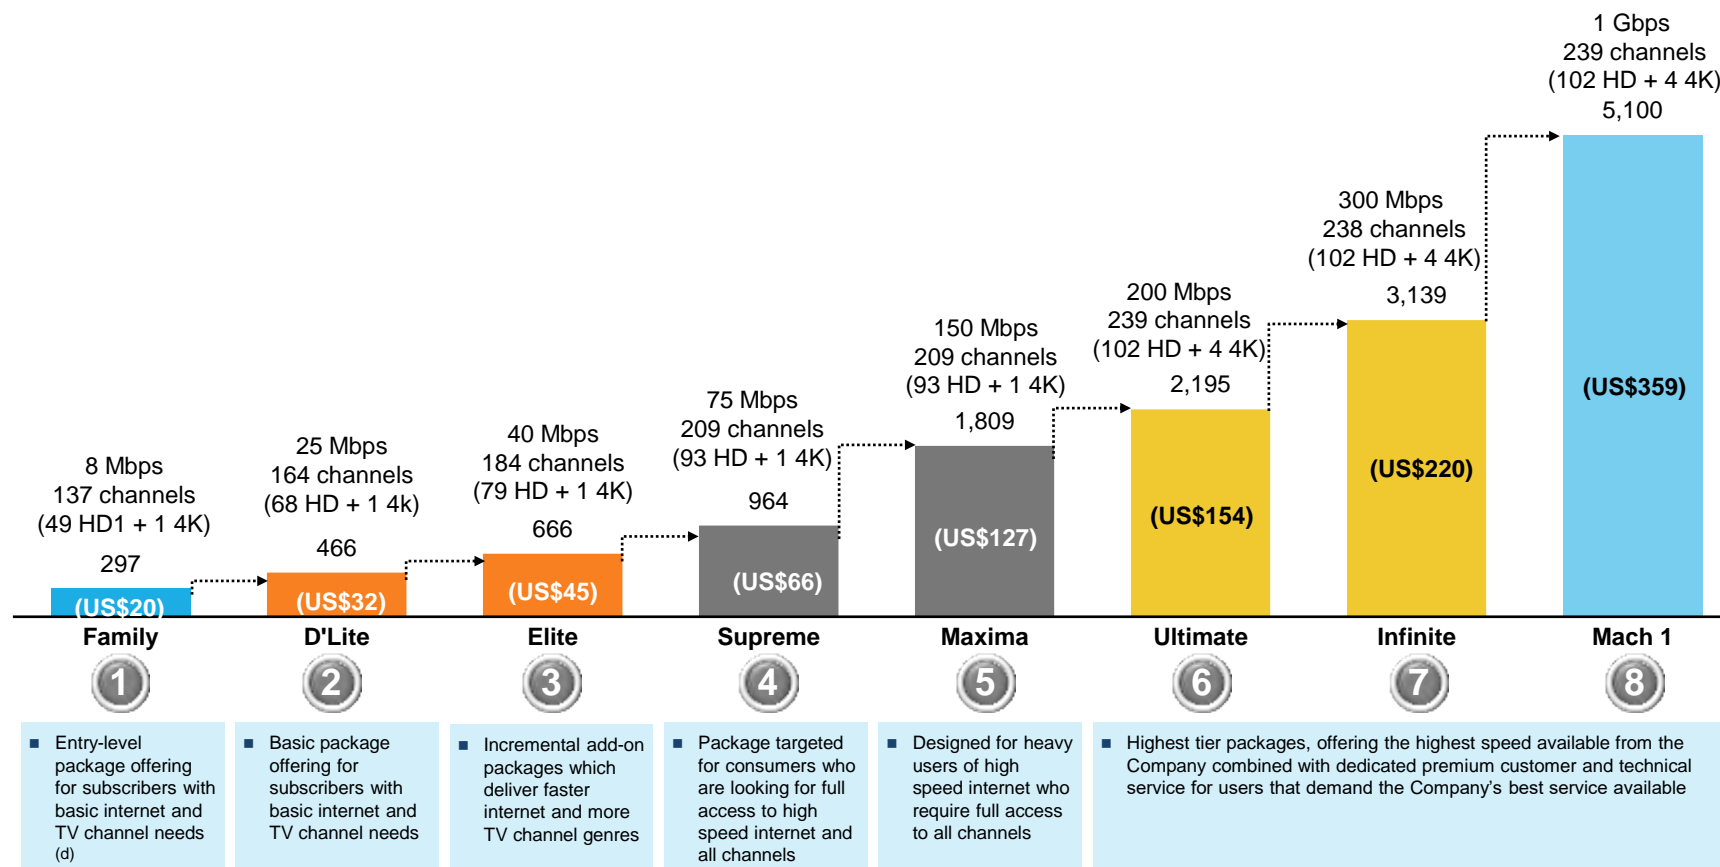 8 Mbps
137 channels
(49 HD1 + 1 4K)
297
(US$20)
Family
1
25 Mbps
164 channels
(68 HD + 1 4k)
466
(US$32)
D'Lite
2
40 Mbps
184 channels
(79 HD + 1 4K)
666
(US$45)
Elite
3
75 Mbps
209 channels
(93 HD + 1 4K)
964
(US$66)
Supreme
4
150 Mbps
209 channels
(93 HD + 1 4K)
1,809
(US$127)
Maxima
5
200 Mbps
239 channels
(102 HD + 4 4K)
2,195
(US$154)
Ultimate
6
300 Mbps
238 channels
(102 HD + 4 4K)
3,139
(US$220)
Infinite
7
1 Gbps
239 channels
(102 HD + 4 4K)
5,100
(US$359)
Mach 1
8
■ Entry-level
package offering
for subscribers with
basic internet and
TV channel needs
(d)
■ Basic package
offering for
subscribers with
basic internet and
TV channel needs
■ Incremental add-on
packages which
deliver faster
internet and more
TV channel genres
■ Package targeted
for consumers who
are looking for full
access to high
speed internet and
all channels
■ Designed for heavy
users of high
speed internet who
require full access
to all channels
■ Highest tier packages, offering the highest speed available from the
Company combined with dedicated premium customer and technical
service for users that demand the Company's best service available